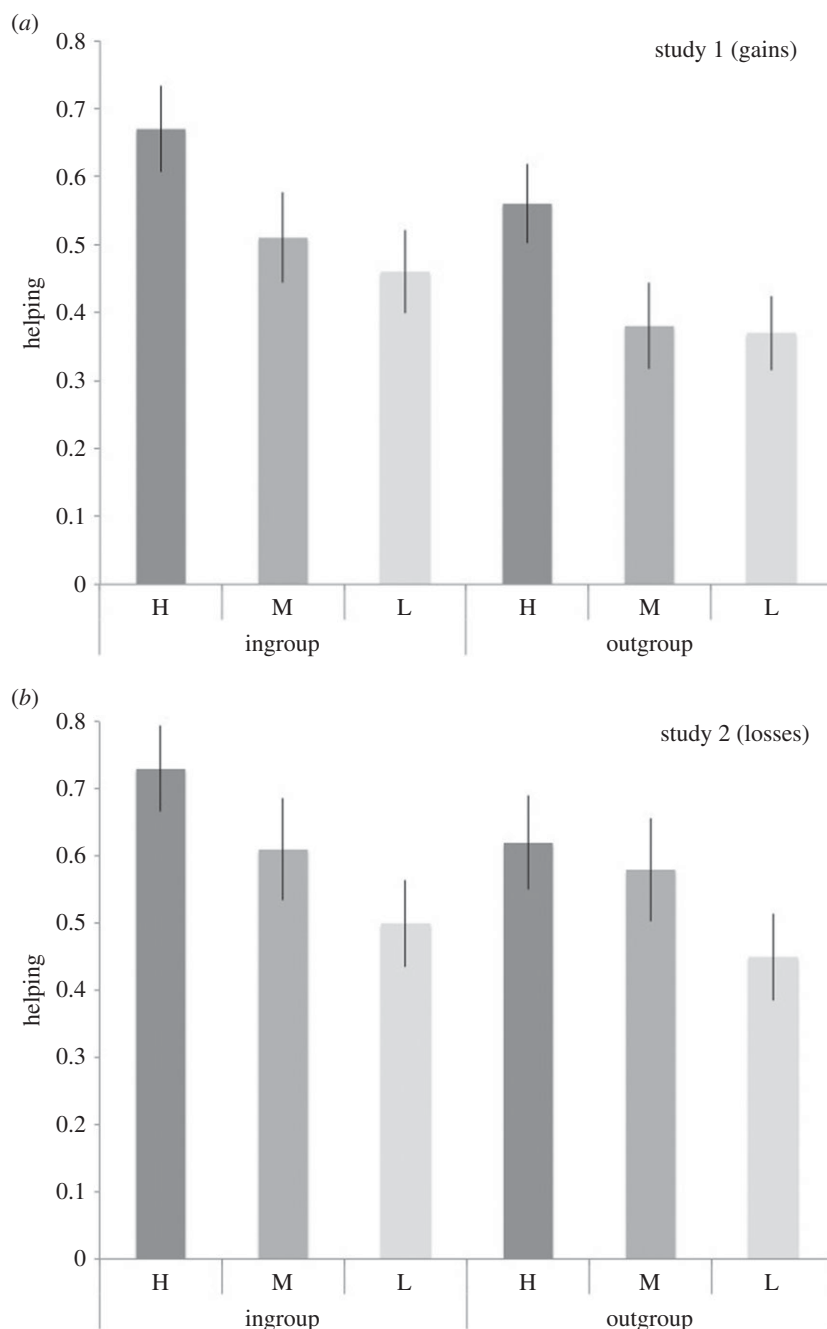 (a)
study 1 (gains)
0.8
0.7
0.6
0.5
0.4
0.3
0.2
0.1
0
helping
H M L H M L
ingroup outgroup
(b)
study 2 (losses)
0.8
0.7
0.6
0.5
0.4
0.3
0.2
0.1
0
helping
H M L H M L
ingroup outgroup